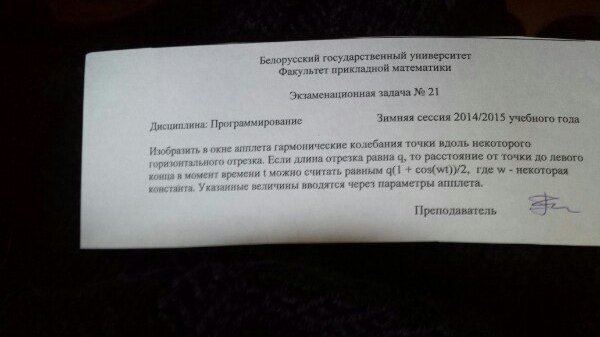 Белорусский государственный университет
Факультет прикладной математики
Экзаменационная задача № 21
Дисциплина: Программирование Зимняя сессия 2014/2015 учебного года
Изобразить в окне апплета гармонические колебания точки вдоль некоторого
горизонтального отрезка. Если длина отрезка равна q, то расстояние от точки до левого
конца в момент времени t можно считать равным q(1 + cos(wt))/2, где w - некоторая
константа. Указанные величины вводятся через параметры апплета.
Преподаватель